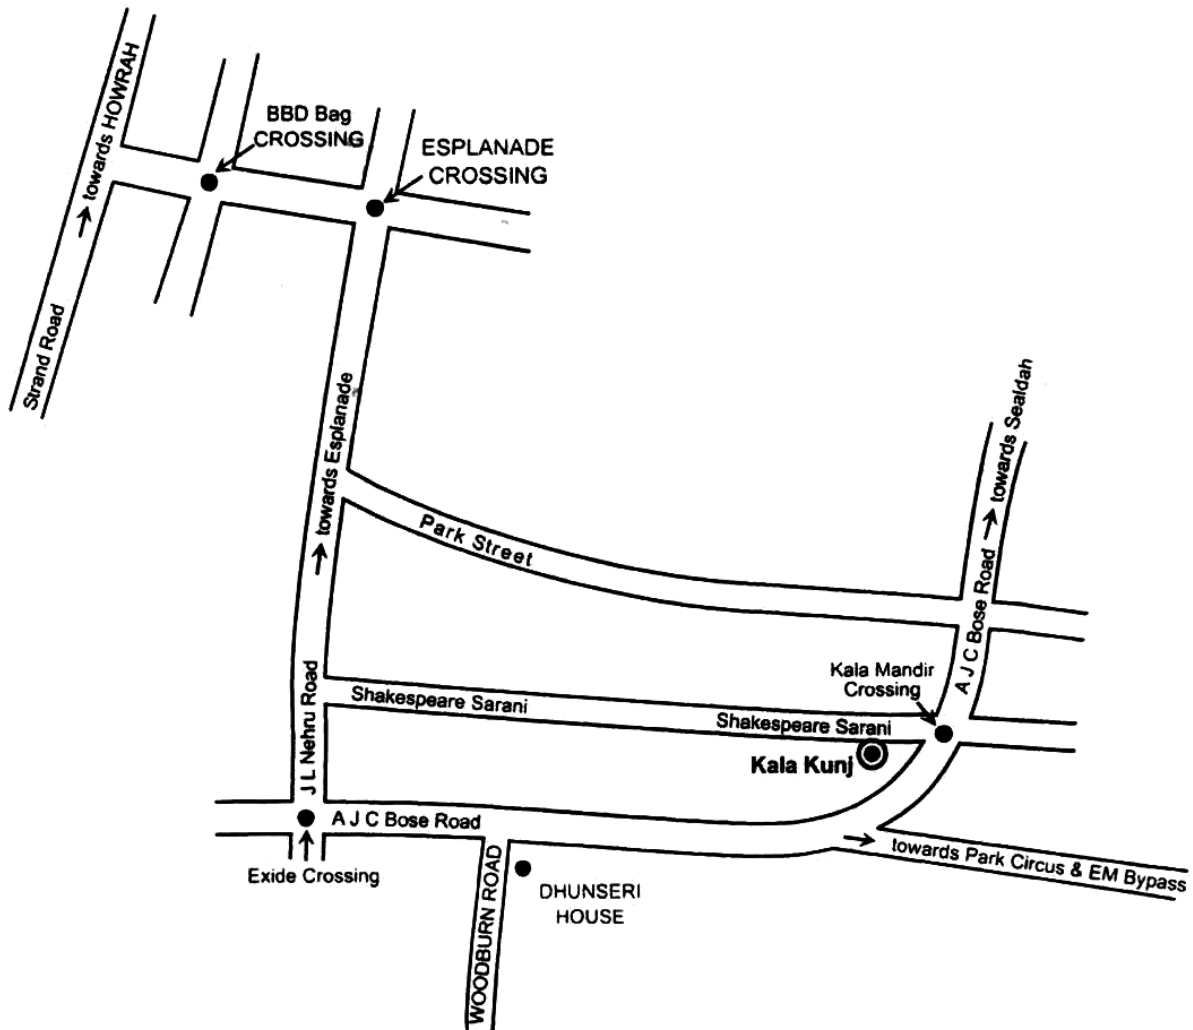 towards HOWRAH
Strand Road
BBD Bag
CROSSING
ESPLANADE
CROSSING
towards Esplanade
J L Nehru Road
Park Street
towards Sealdah
A J C Bose Road
Kala Mandir
Crossing
Shakespeare Sarani
Shakespeare Sarani
Kala Kunj
A J C Bose Road
Exide Crossing
towards Park Circus & EM Bypass
WOODBURN ROAD
DHUNSERI
HOUSE